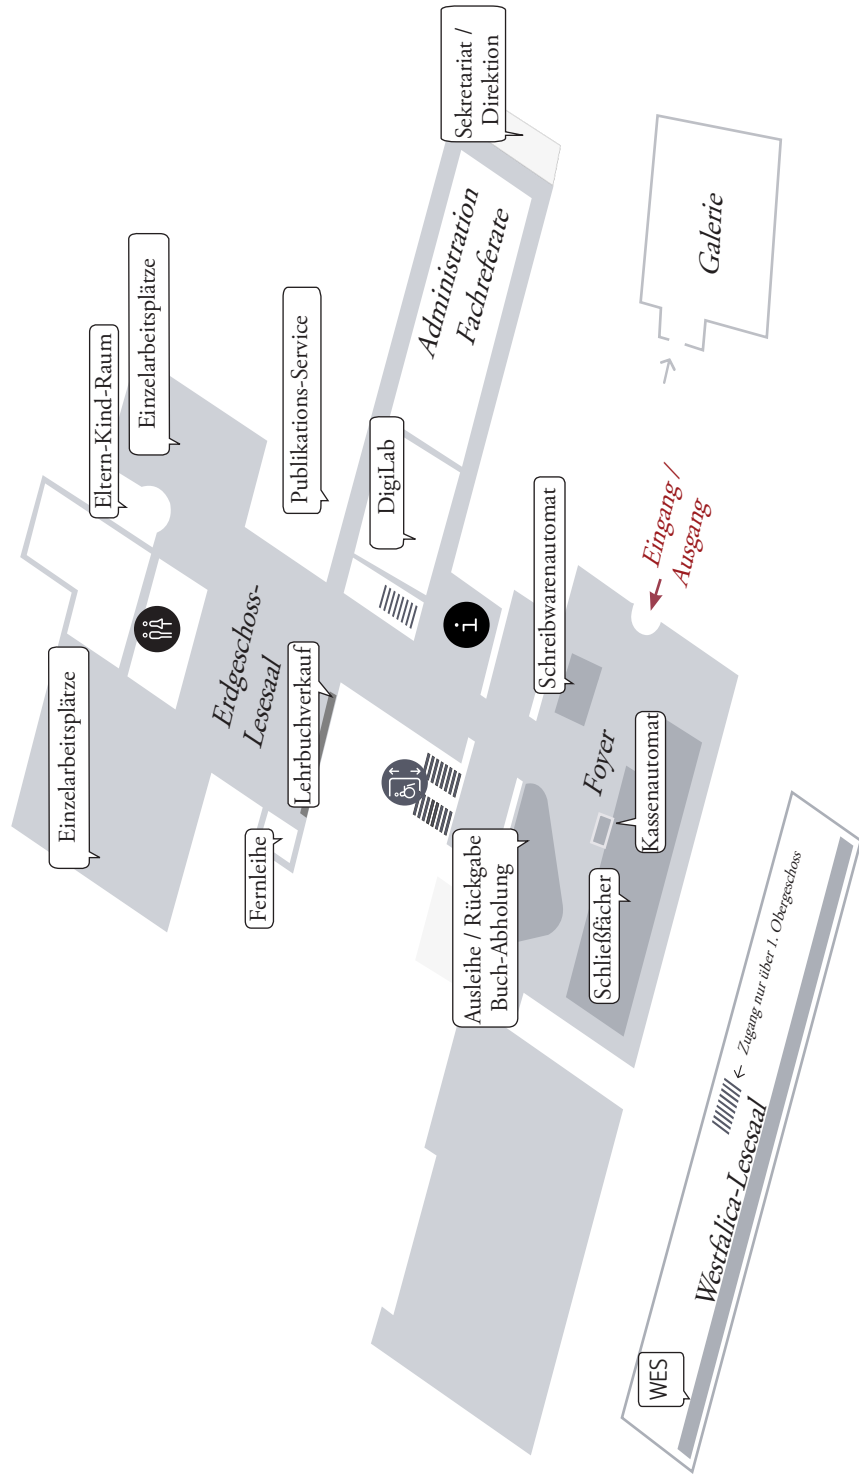 Sekretariat /
Direktion
Einzelarbeitsplätze
Eltern-Kind-Raum
Publikations-Service
Administration
Fachreferate
Galerie
DigiLab
Eingang /
Ausgang
Schreibwarenautomat
i
Erdgeschoss-
Lesesaal
Lehrbuchverkauf
Einzelarbeitsplätze
Fernleihe
Foyer
Kassenautomat
Ausleihe / Rückgabe
Buch-Abholung
Schließfächer
Zugang nur über 1. Obergeschoss
Westfalica-Lesesaal
WES